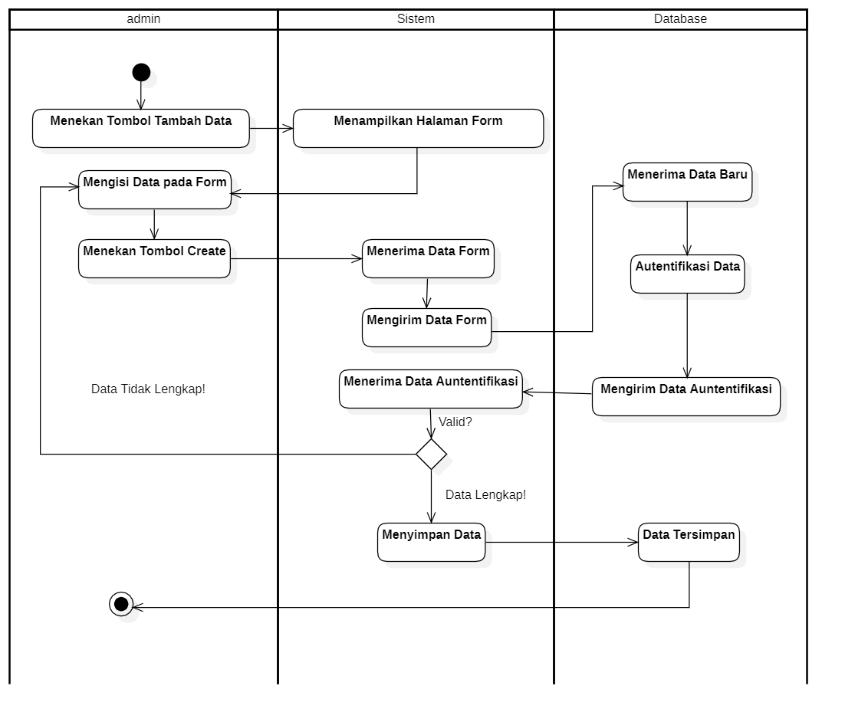 admin
Sistem
Database
Menekan Tombol Tambah Data
Menampilkan Halaman Form
Mengisi Data pada Form
Menerima Data Baru
Menekan Tombol Create
Menerima Data Form
Autentifikasi Data
Mengirim Data Form
Menerima Data Auntentifikasi
Mengirim Data Auntentifikasi
Data Tidak Lengkap!
Valid?
Data Lengkap!
Menyimpan Data
Data Tersimpan